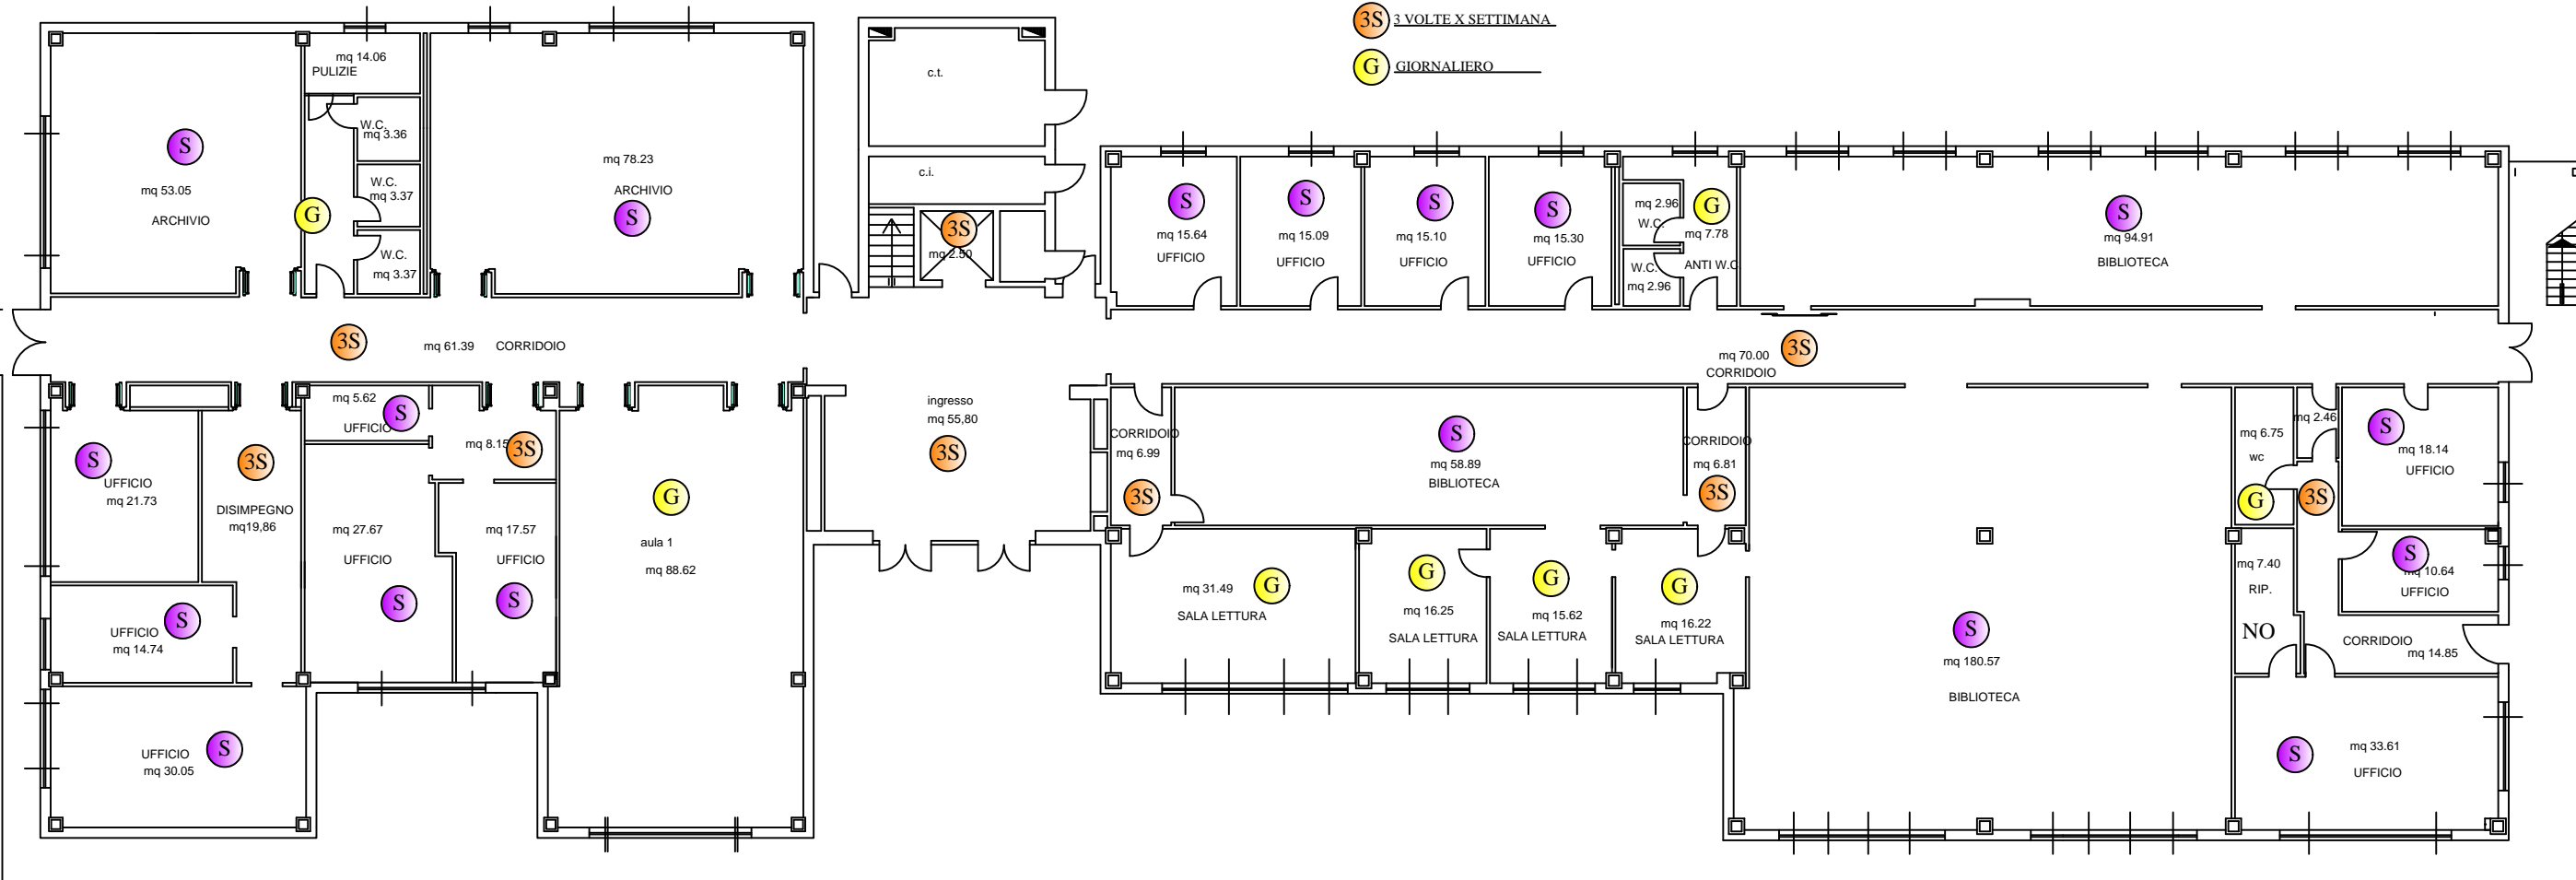 3S 3 VOLTE X SETTIMANA
G GIORNALIERO
mq 14.06
PULIZIE
W.C.
mq 3.36
W.C.
mq 3.37
W.C.
mq 3.37
G
S
mq 53.05
ARCHIVIO
mq 78.23
ARCHIVIO
S
c.t.
c.i.
3S
mq 2.50
S
mq 15.64
UFFICIO
S
mq 15.09
UFFICIO
S
mq 15.10
UFFICIO
S
mq 15.30
UFFICIO
mq 2.96
W.C.
W.C.
mq 2.96
G
mq 7.78
ANTI W.C.
S
mq 94.91
BIBLIOTECA
3S
mq 61.39 CORRIDOIO
3S
mq 70.00
CORRIDOIO
S
UFFICIO
mq 21.73
3S
DISIMPEGNO
mq19,86
mq 5.62
S
UFFICIO
mq 8.15
3S
mq 27.67
UFFICIO
S
mq 17.57
UFFICIO
S
G
aula 1
mq 88.62
S
UFFICIO
mq 14.74
UFFICIO
S
mq 30.05
ingresso
mq 55,80
3S
CORRIDOIO
mq 6.99
3S
S
mq 58.89
BIBLIOTECA
CORRIDOIO
mq 6.81
3S
mq 31.49
G
SALA LETTURA
G
mq 16.25
SALA LETTURA
G
mq 15.62
SALA LETTURA
G
mq 16.22
SALA LETTURA
S
mq 180.57
BIBLIOTECA
mq 6.75
wc
G
mq 2.46
3S
S
mq 18.14
UFFICIO
S
mq 10.64
UFFICIO
mq 7.40
RIP.
NO
CORRIDOIO
mq 14.85
S
mq 33.61
UFFICIO